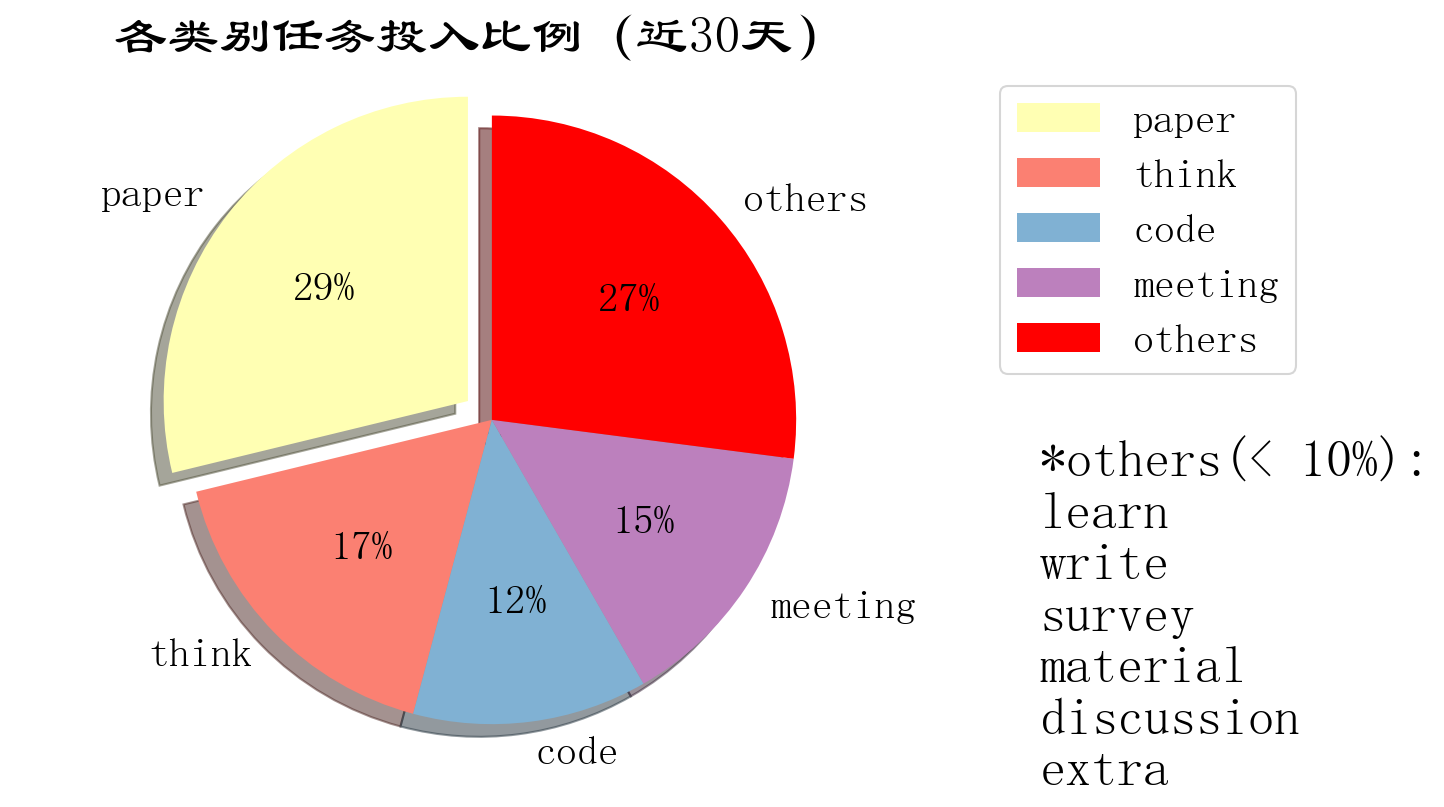 各类别任务投入比例 (近30天)
paper
29%
others
27%
think
17%
code
12%
meeting
15%
paper
think
code
meeting
others
*others(< 10%):
learn
write
survey
material
discussion
extra